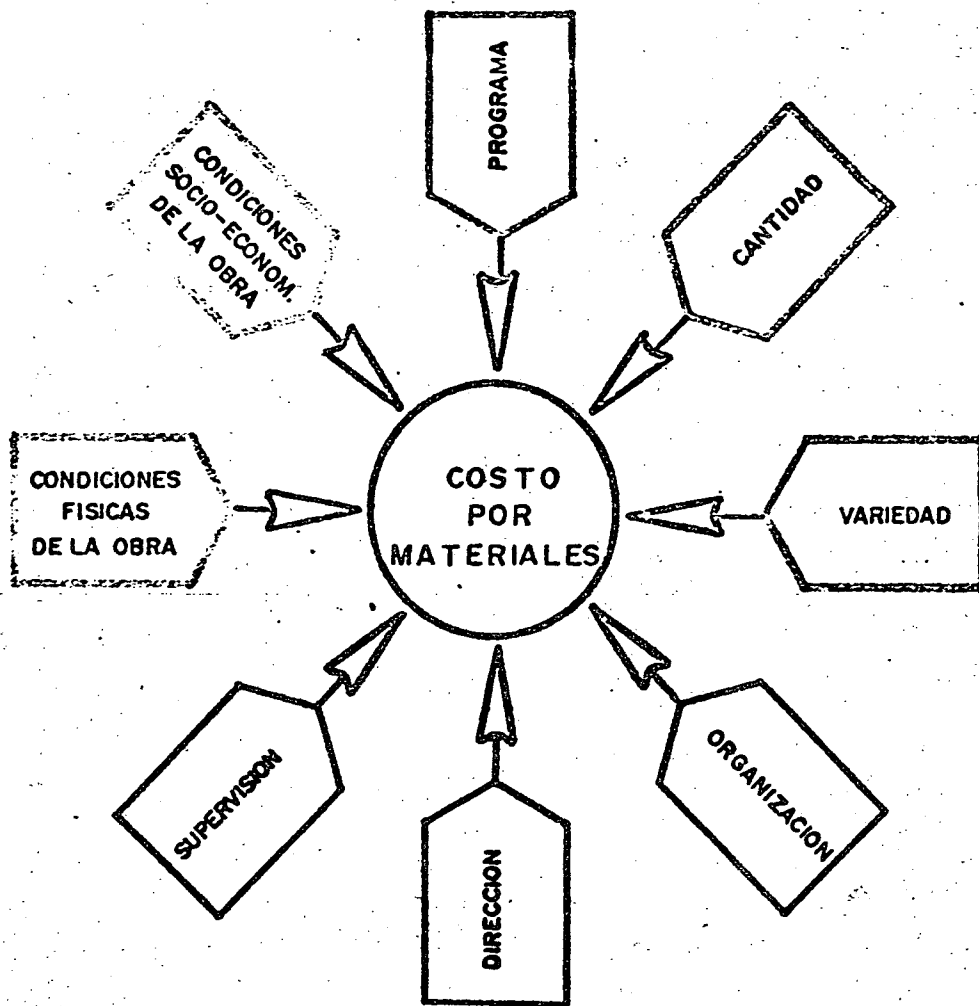 PROGRAMA
CANTIDAD
VARIEDAD
ORGANIZACION
DIRECCION
SUPERVISION
CONDICIONES
FISICAS
DE LA OBRA
CONDICIONES
SOCIO-ECONOM.
DE LA OBRA
COSTO
POR
MATERIALES